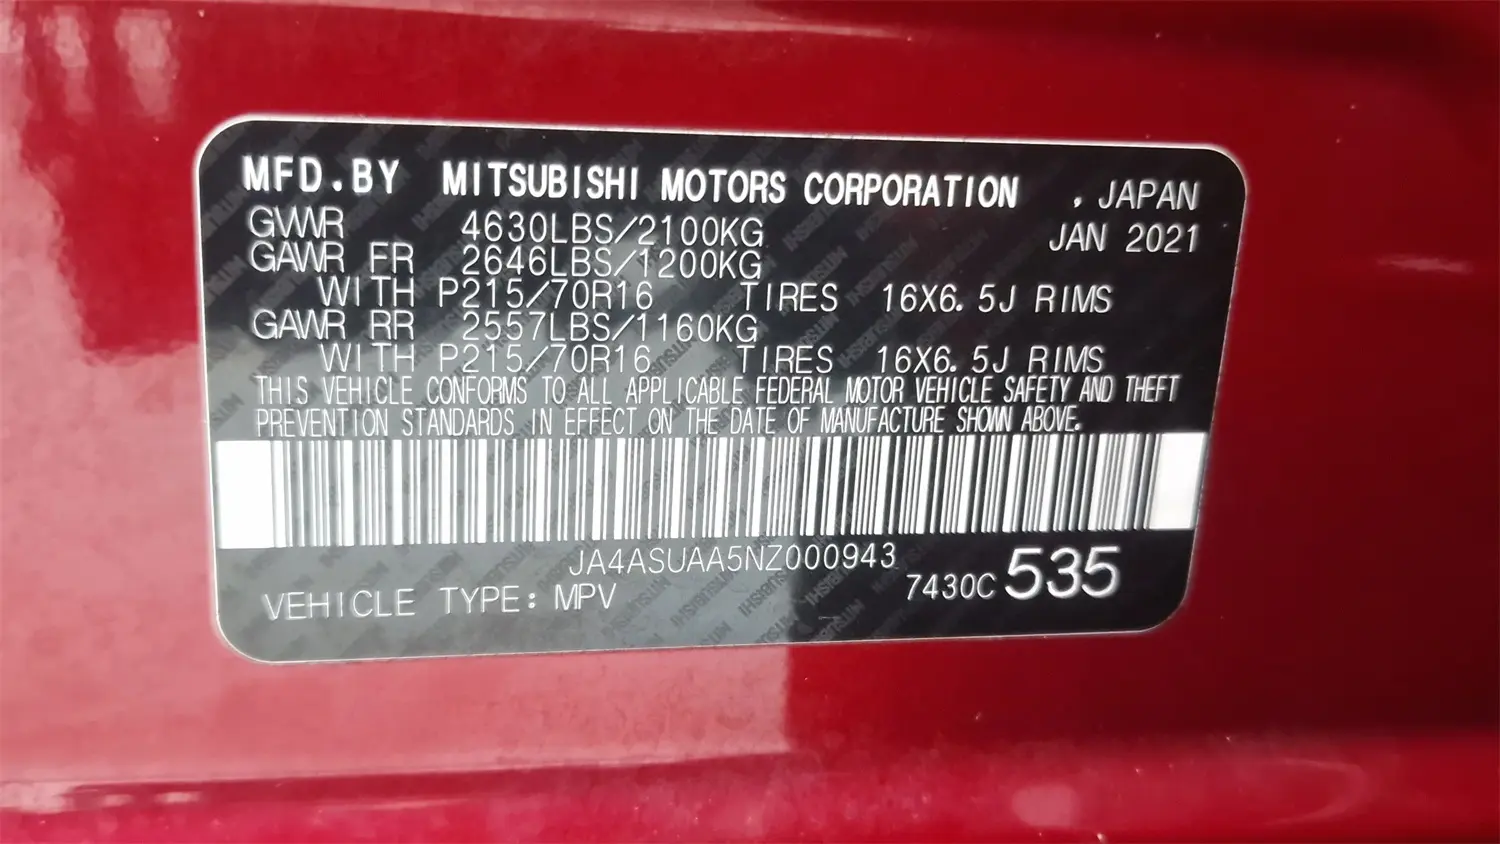 MFD.BY MITSUBISHI MOTORS CORPORATION , JAPAN
GVWR 4630LBS/2100KG JAN 2021
GAWR FR 2646LBS/1200KG
WITH P215/70R16 TIRES 16X6.5J RIMS
GAWR RR 2557LBS/1160KG
WITH P215/70R16 TIRES 16X6.5J RIMS
THIS VEHICLE CONFORMS TO ALL APPLICABLE FEDERAL MOTOR VEHICLE SAFETY AND THEFT
PREVENTION STANDARDS IN EFFECT ON THE DATE OF MANUFACTURE SHOWN ABOVE.
JA4ASUAA5NZ000943
VEHICLE TYPE: MPV 7430C 535